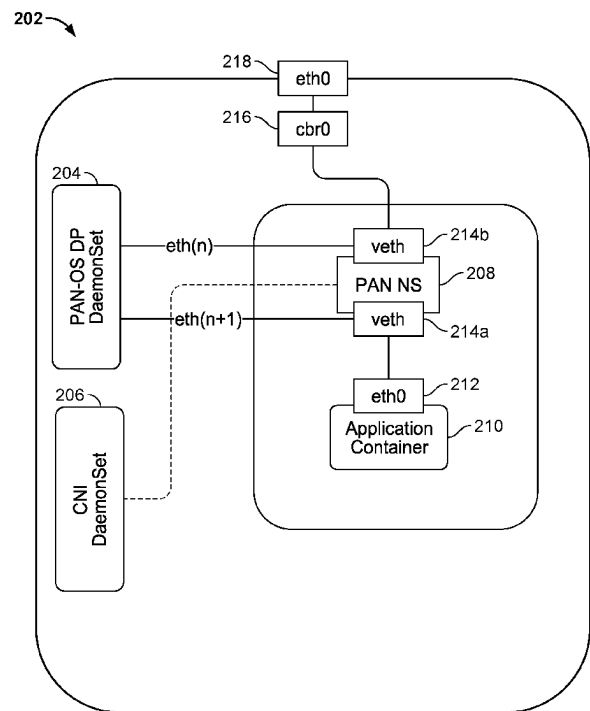 202
218
eth0
216
cbr0
204
PAN-OS DP
DaemonSet
eth(n)
veth
214b
PAN NS
208
eth(n+1)
veth
214a
206
CNI
DaemonSet
eth0
212
Application
Container
210